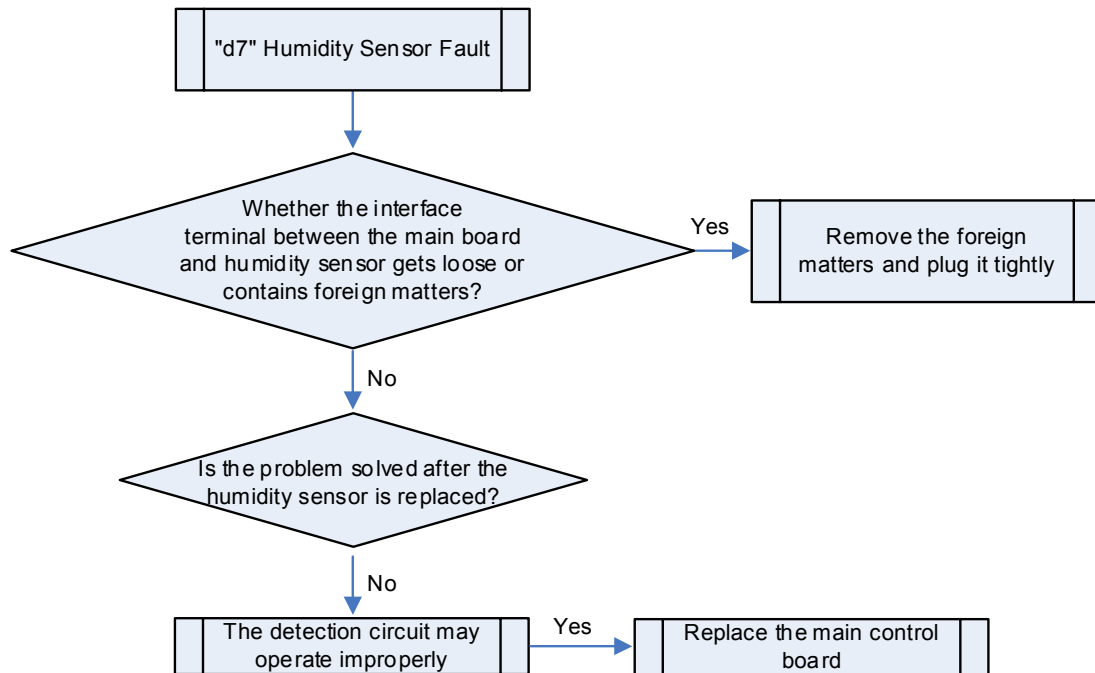 "d7" Humidity Sensor Fault
Whether the interface
terminal between the main board
and humidity sensor gets loose or
contains foreign matters?
Yes
Remove the foreign
matters and plug it tightly
No
Is the problem solved after the
humidity sensor is replaced?
No
The detection circuit may
operate improperly
Yes
Replace the main control
board